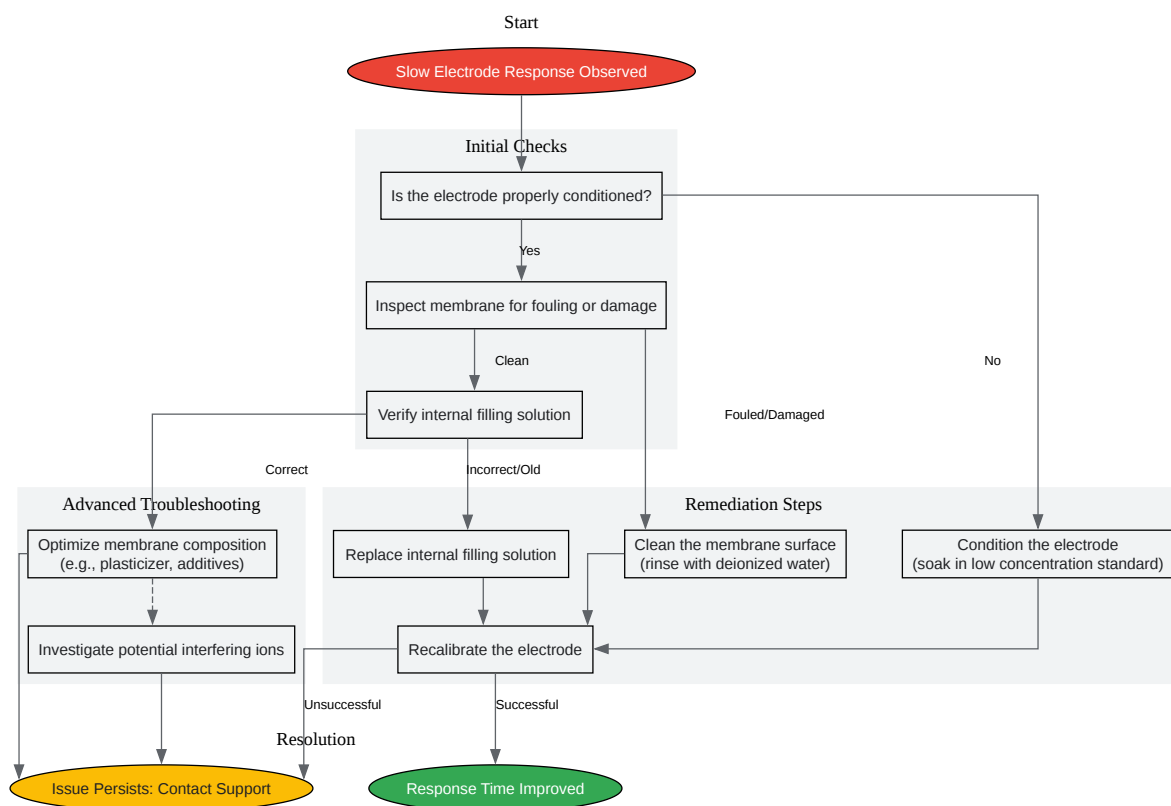 Start
Slow Electrode Response Observed
Initial Checks
Is the electrode properly conditioned?
Yes
Inspect membrane for fouling or damage
Clean
No
Verify internal filling solution
Fouled/Damaged
Correct
Incorrect/Old
Advanced Troubleshooting
Remediation Steps
Optimize membrane composition
(e.g., plasticizer, additives)
Replace internal filling solution
Clean the membrane surface
(rinse with deionized water)
Condition the electrode
(soak in low concentration standard)
Investigate potential interfering ions
Recalibrate the electrode
Unsuccessful
Successful
Resolution
Issue Persists: Contact Support
Response Time Improved